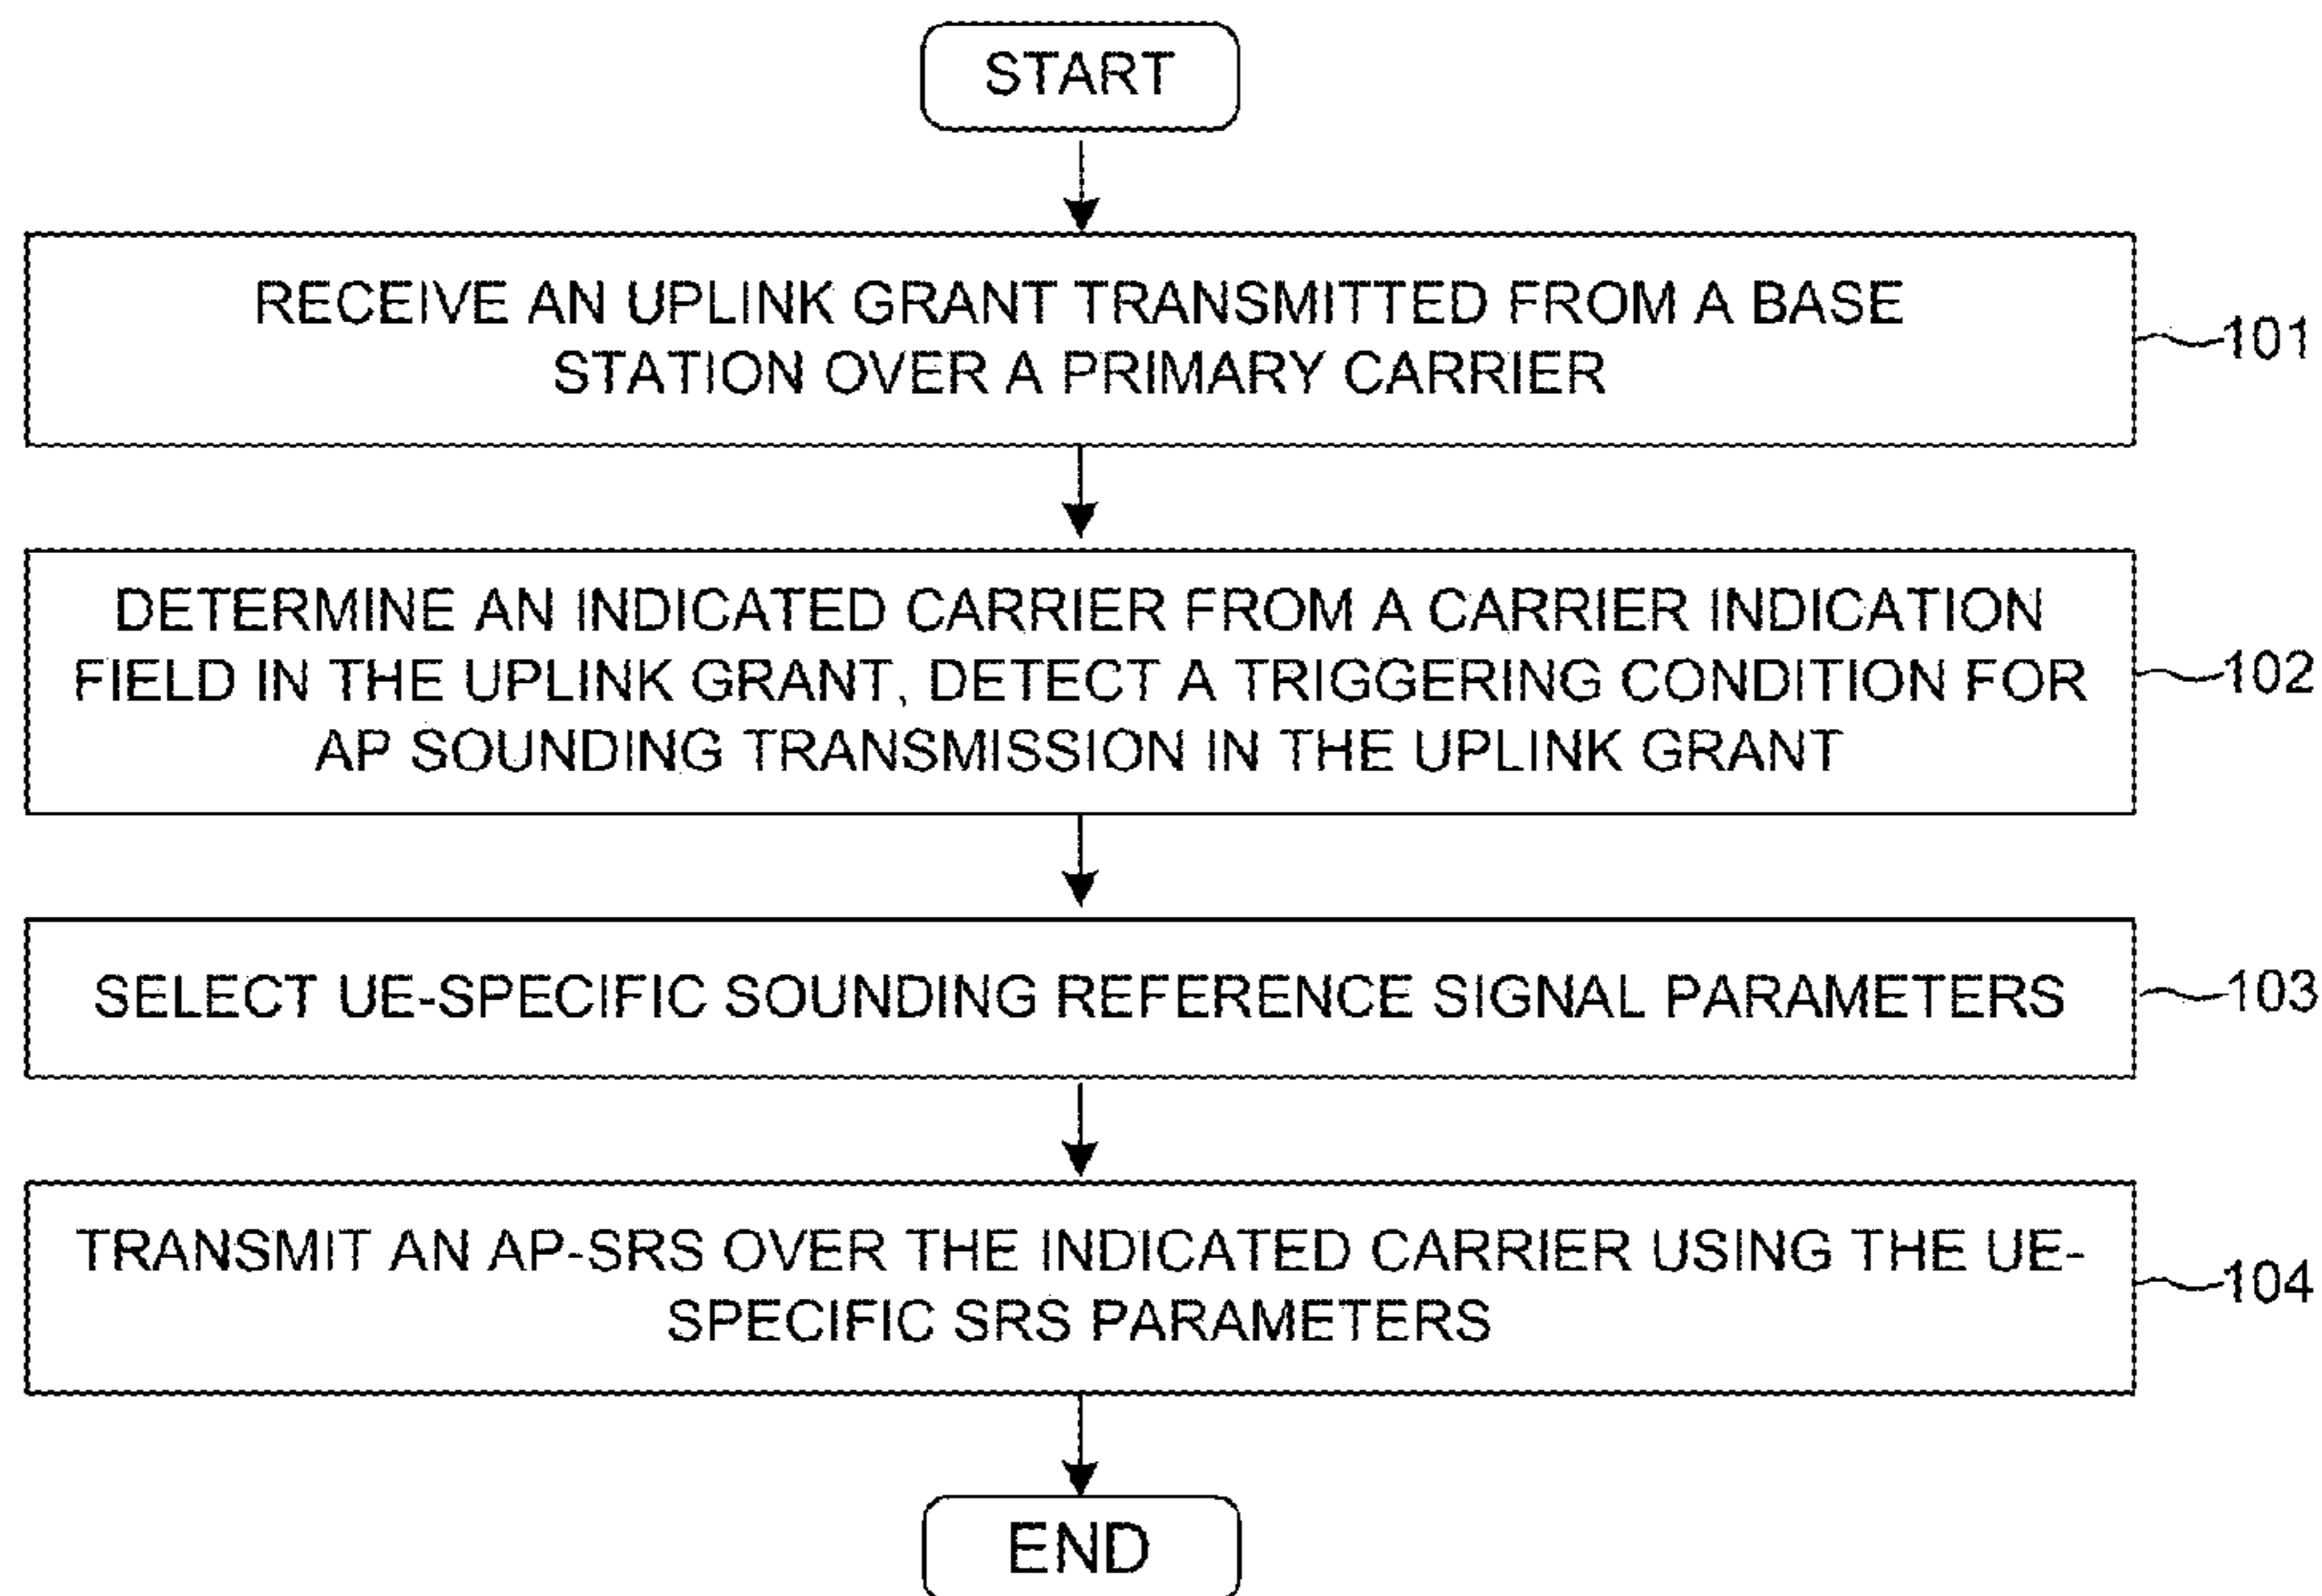 START
RECEIVE AN UPLINK GRANT TRANSMITTED FROM A BASE
STATION OVER A PRIMARY CARRIER
101
DETERMINE AN INDICATED CARRIER FROM A CARRIER INDICATION
FIELD IN THE UPLINK GRANT, DETECT A TRIGGERING CONDITION FOR
AP SOUNDING TRANSMISSION IN THE UPLINK GRANT
102
SELECT UE-SPECIFIC SOUNDING REFERENCE SIGNAL PARAMETERS
103
TRANSMIT AN AP-SRS OVER THE INDICATED CARRIER USING THE UE-
SPECIFIC SRS PARAMETERS
104
END